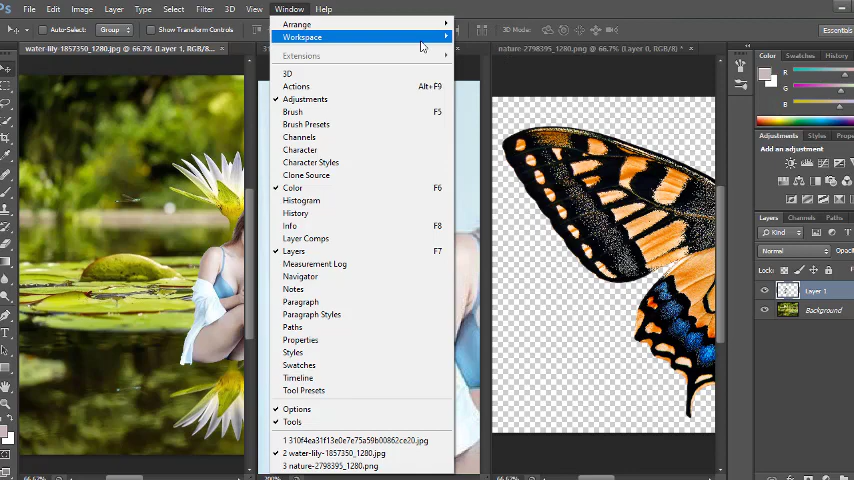 File Edit Image Layer Type Select Filter 3D View Window Help
Auto-Select: Group Show Transform Controls
3D Mode:
Essentials
water-lily-1857350_1280.jpg @ 66.7% (Layer 1, RGB/8...
nature-2798395_1280.png @ 66.7% (Layer 0, RGB/8) *
Arrange
Workspace
Extensions
3D
Actions Alt+F9
Adjustments
Brush F5
Brush Presets
Channels
Character
Character Styles
Clone Source
Color F6
Histogram
History
Info F8
Layer Comps
Layers F7
Measurement Log
Navigator
Notes
Paragraph
Paragraph Styles
Paths
Properties
Styles
Swatches
Timeline
Tool Presets
Options
Tools
1 310f4ea31f13e0e7e75a59b00862ce20.jpg
2 water-lily-1857350_1280.jpg
3 nature-2798395_1280.png
Color Swatches Histo
R
G
B
Adjustments Styles Prop
Add an adjustment
Layers Channels Paths
Kind
Normal Opaci
Lock:
Layer 1
Background